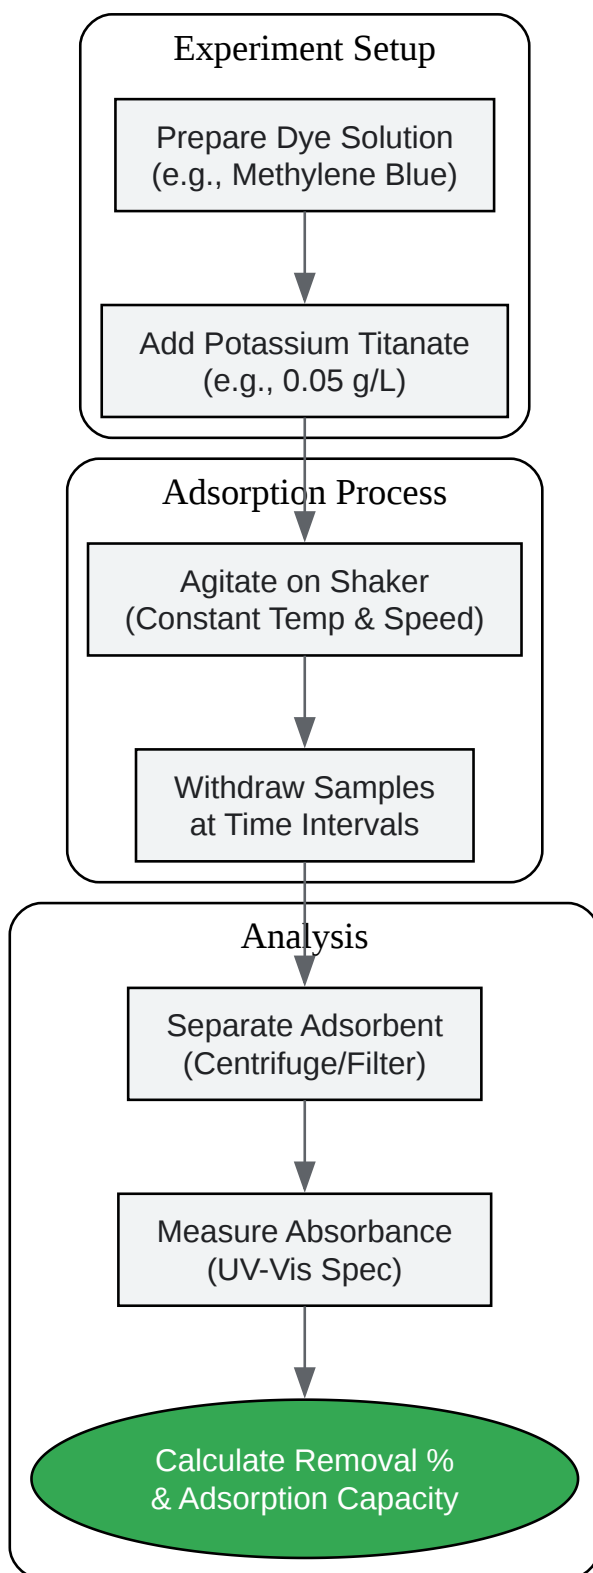 Experiment Setup
Prepare Dye Solution
(e.g., Methylene Blue)
Add Potassium Titanate
(e.g., 0.05 g/L)
Adsorption Process
Agitate on Shaker
(Constant Temp & Speed)
Withdraw Samples
at Time Intervals
Analysis
Separate Adsorbent
(Centrifuge/Filter)
Measure Absorbance
(UV-Vis Spec)
Calculate Removal %
& Adsorption Capacity